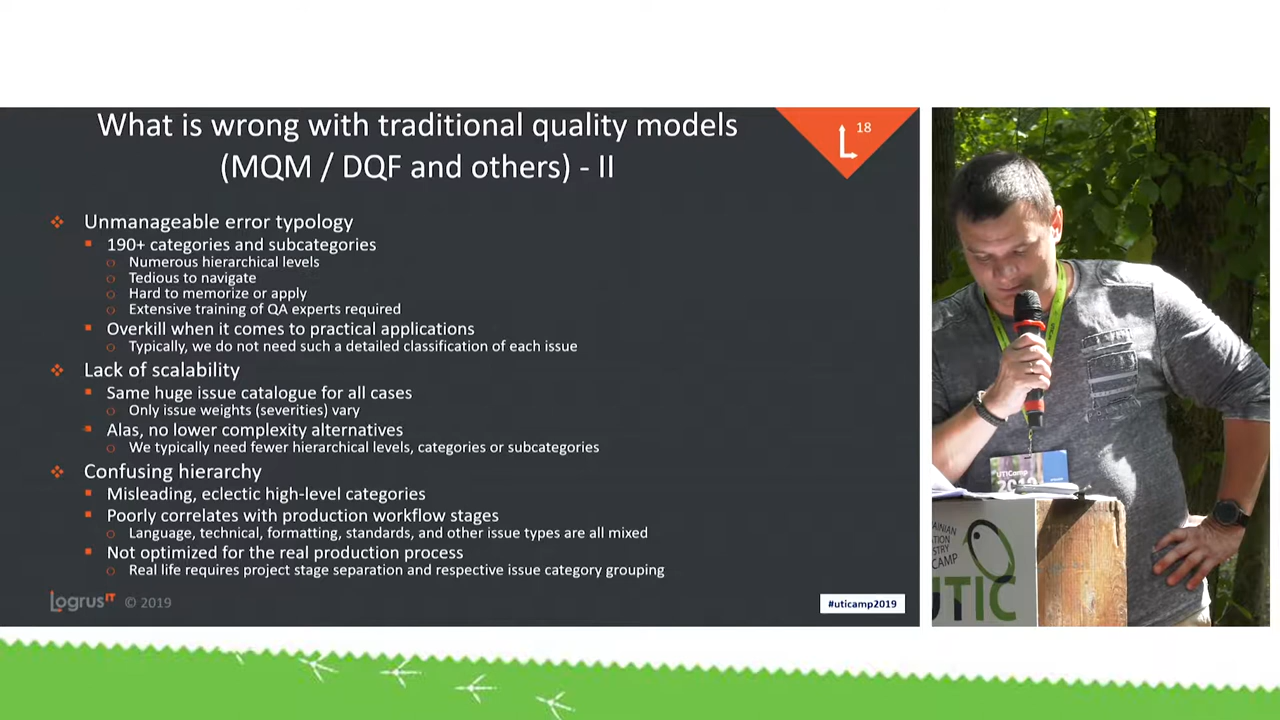 What is wrong with traditional quality models
(MQM / DQF and others) - II
18
Unmanageable error typology
190+ categories and subcategories
Numerous hierarchical levels
Tedious to navigate
Hard to memorize or apply
Extensive training of QA experts required
Overkill when it comes to practical applications
Typically, we do not need such a detailed classification of each issue
Lack of scalability
Same huge issue catalogue for all cases
Only issue weights (severities) vary
Alas, no lower complexity alternatives
We typically need fewer hierarchical levels, categories or subcategories
Confusing hierarchy
Misleading, eclectic high-level categories
Poorly correlates with production workflow stages
Language, technical, formatting, standards, and other issue types are all mixed
Not optimized for the real production process
Real life requires project stage separation and respective issue category grouping
LogrusIT © 2019
#uticamp2019
UTICamp
AINIAN
TION
STRY
CAMP
UTIC